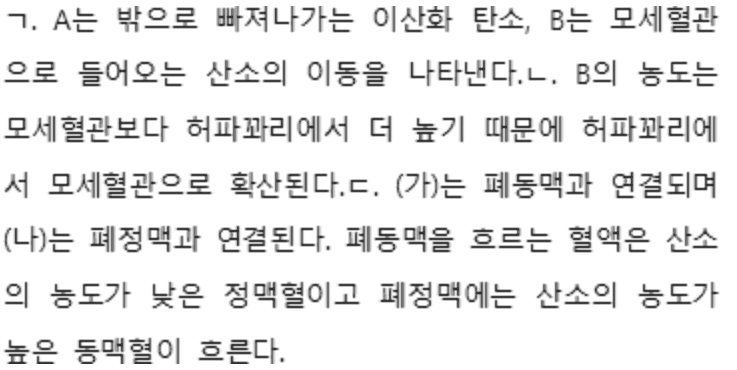 ㄱ. A는 밖으로 빠져나가는 이산화 탄소, B는 모세혈관
으로 들어오는 산소의 이동을 나타낸다.ㄴ. B의 농도는
모세혈관보다 허파꽈리에서 더 높기 때문에 허파꽈리에
서 모세혈관으로 확산된다.ㄷ. (가)는 폐동맥과 연결되며
(나)는 폐정맥과 연결된다. 폐동맥을 흐르는 혈액은 산소
의 농도가 낮은 정맥혈이고 폐정맥에는 산소의 농도가
높은 동맥혈이 흐른다.